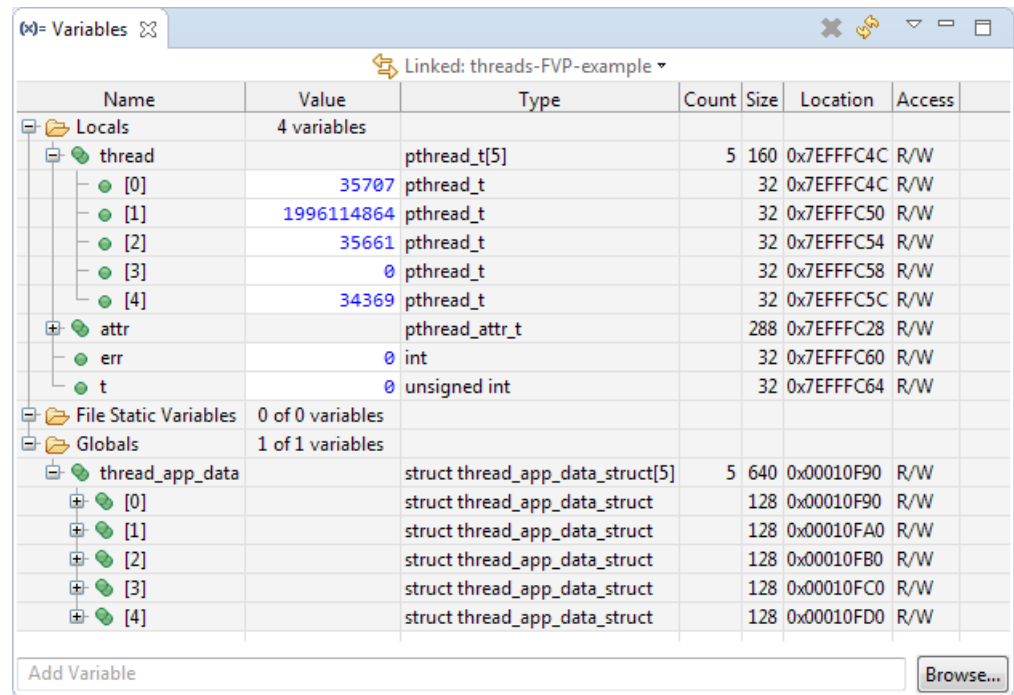 (x)= Variables
Linked: threads-FVP-example
Name Value Type Count Size Location Access
Locals 4 variables
thread pthread_t[5] 5 160 0x7EFFFC4C R/W
[0] 35707 pthread_t 32 0x7EFFFC4C R/W
[1] 1996114864 pthread_t 32 0x7EFFFC50 R/W
[2] 35661 pthread_t 32 0x7EFFFC54 R/W
[3] 0 pthread_t 32 0x7EFFFC58 R/W
[4] 34369 pthread_t 32 0x7EFFFC5C R/W
attr pthread_attr_t 288 0x7EFFFC28 R/W
err 0 int 32 0x7EFFFC60 R/W
t 0 unsigned int 32 0x7EFFFC64 R/W
File Static Variables 0 of 0 variables
Globals 1 of 1 variables
thread_app_data struct thread_app_data_struct[5] 5 640 0x00010F90 R/W
[0] struct thread_app_data_struct 128 0x00010F90 R/W
[1] struct thread_app_data_struct 128 0x00010FA0 R/W
[2] struct thread_app_data_struct 128 0x00010FB0 R/W
[3] struct thread_app_data_struct 128 0x00010FC0 R/W
[4] struct thread_app_data_struct 128 0x00010FD0 R/W
Add Variable Browse...